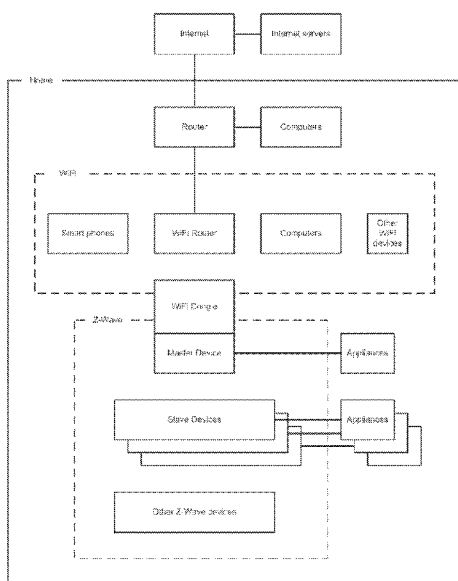 Internet
Internet servers
Home
Router
Computers
WiFi
Smart phones
WiFi Router
Computers
Other
WiFi
devices
WiFi Dongle
Z-Wave
Master Device
Appliances
Slave Devices
Appliances
Other Z-Wave devices